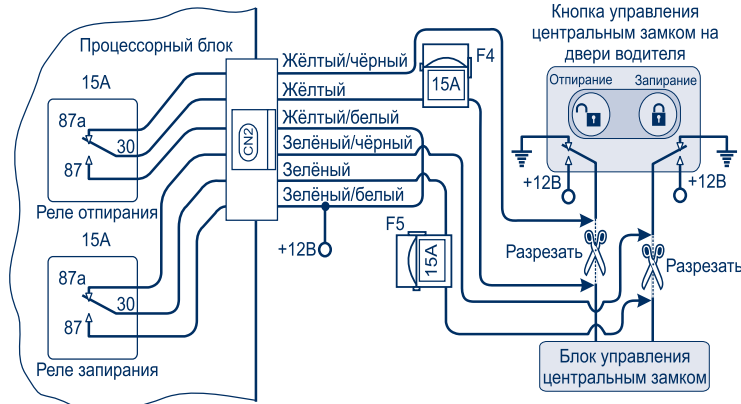 Кнопка управления
центральным замком на
двери водителя
Отпирание
Запирание
+12В
+12В
Процессорный блок
15А
87а
30
87
Реле отпирания
15А
87а
30
87
Реле запирания
CN2
Жёлтый/чёрный
Жёлтый
Жёлтый/белый
Зелёный/чёрный
Зелёный
Зелёный/белый
+12В
F4
15А
F5
15А
Разрезать
Разрезать
Блок управления
центральным замком